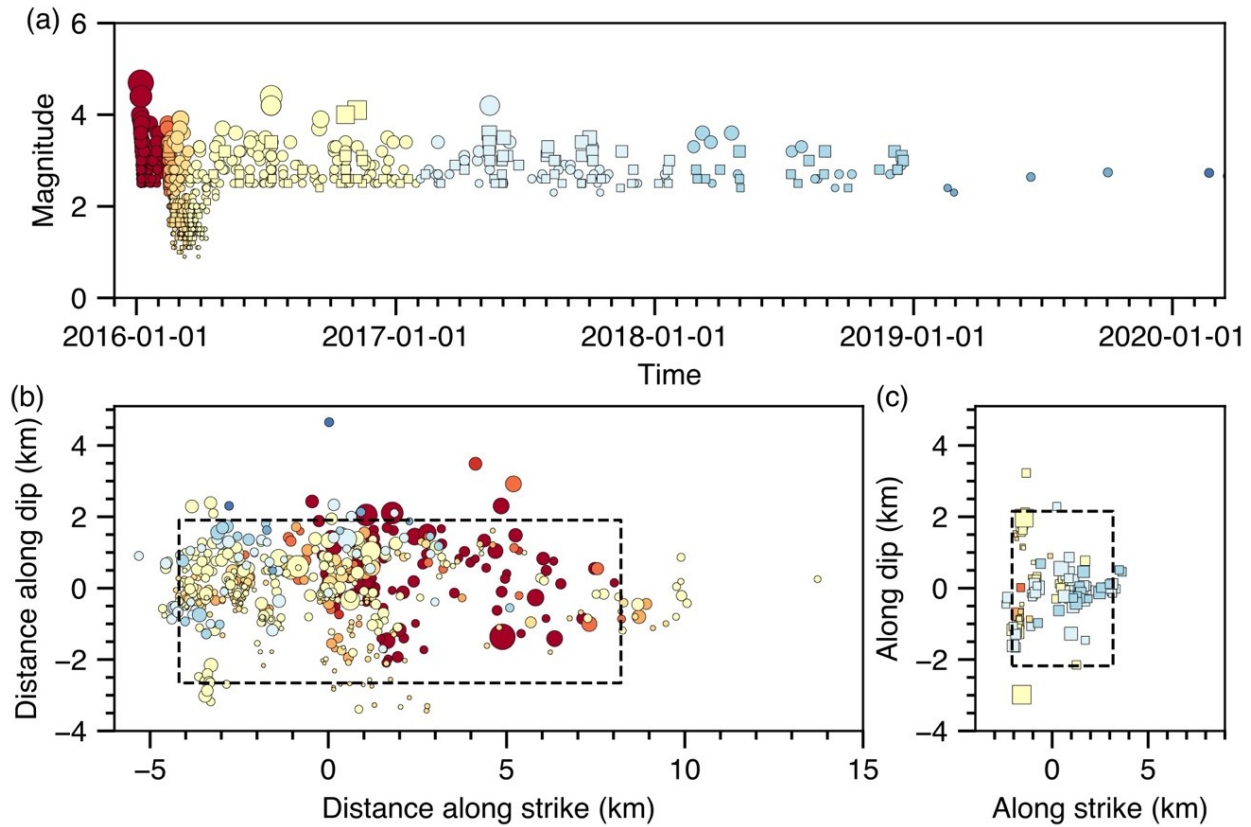 (a)
6
4
2
0
Magnitude
2016-01-01 2017-01-01 2018-01-01 2019-01-01 2020-01-01
Time
(b)
4
2
0
−2
−4
Distance along dip (km)
−5 0 5 10 15
Distance along strike (km)
(c)
4
2
0
−2
−4
Along dip (km)
0 5
Along strike (km)